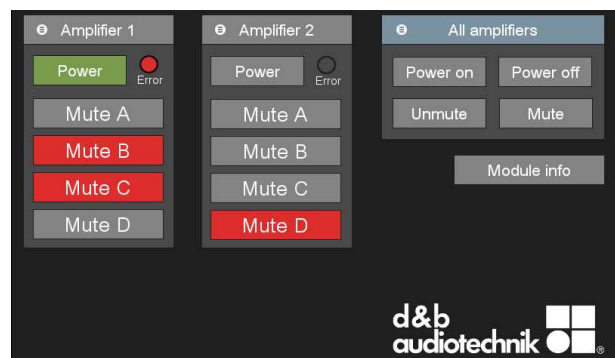 Amplifier 1
Power
Error
Mute A
Mute B
Mute C
Mute D
Amplifier 2
Power
Error
Mute A
Mute B
Mute C
Mute D
All amplifiers
Power on Power off
Unmute Mute
Module info
d&b
audiotechnik ®